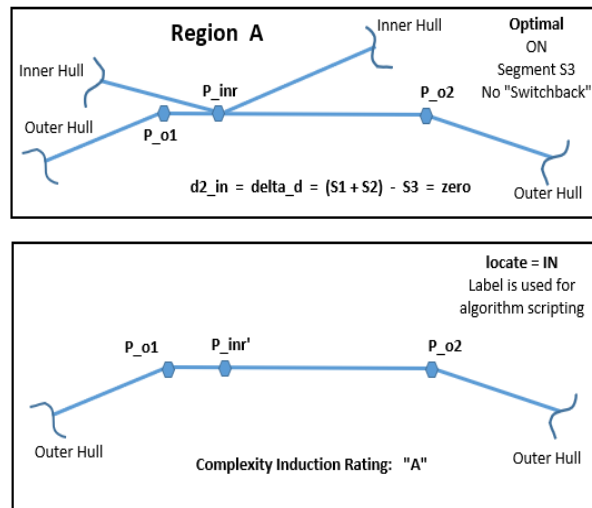 Region A
Inner Hull
Optimal
ON
Segment S3
No "Switchback"
Inner Hull
P_inr
P_o2
Outer Hull
P_o1
d2_in = delta_d = (S1 + S2) - S3 = zero
Outer Hull
locate = IN
Label is used for
algorithm scripting
P_o1
P_inr'
P_o2
Outer Hull
Outer Hull
Complexity Induction Rating: "A"